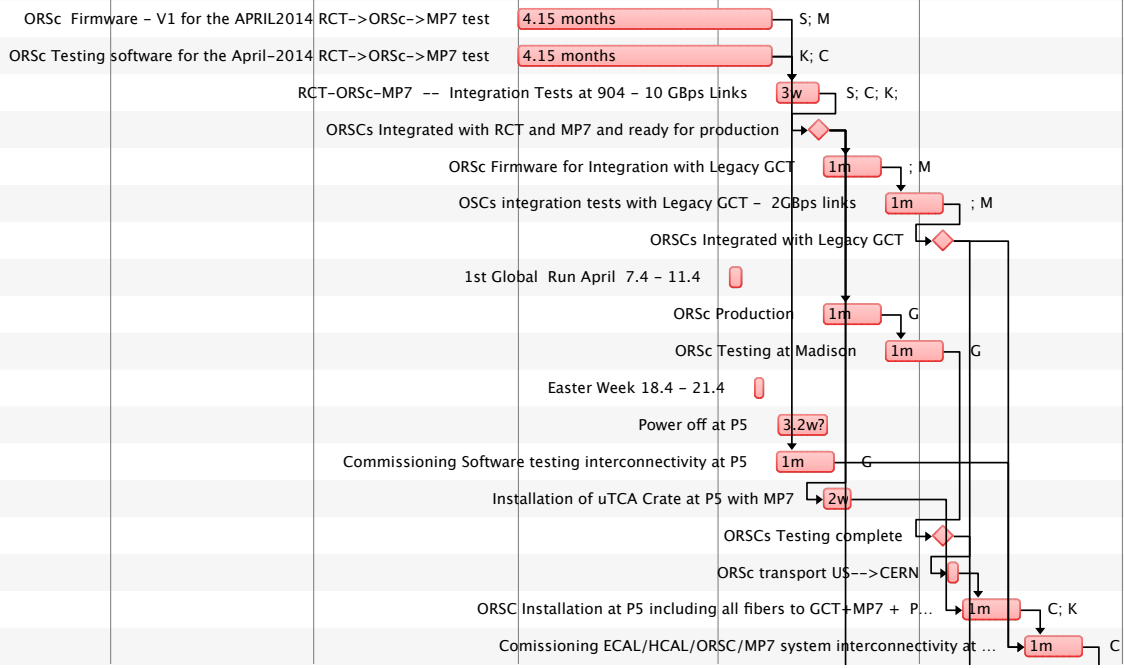 ORSc  Firmware – V1 for the APRIL2014 RCT->ORSc->MP7 test 4.15 months S; M
ORSc Testing software for the April–2014 RCT->ORSc->MP7 test 4.15 months K; C
RCT–ORSc–MP7  ––  Integration Tests at 904 – 10 GBps Links 3w S; C; K;
ORSCs Integrated with RCT and MP7 and ready for production
ORSc Firmware for Integration with Legacy GCT 1m ; M
OSCs integration tests with Legacy GCT –  2GBps links 1m ; M
ORSCs Integrated with Legacy GCT
1st Global  Run April  7.4 – 11.4
ORSc Production 1m G
ORSc Testing at Madison 1m G
Easter Week 18.4 – 21.4
Power off at P5 3.2w?
Commissioning Software testing interconnectivity at P5 1m G
Installation of uTCA Crate at P5 with MP7 2w
ORSCs Testing complete
ORSc transport US––>CERN
ORSC Installation at P5 including all fibers to GCT+MP7 +  P... 1m C; K
Comissioning ECAL/HCAL/ORSC/MP7 system interconnectivity at ... 1m C